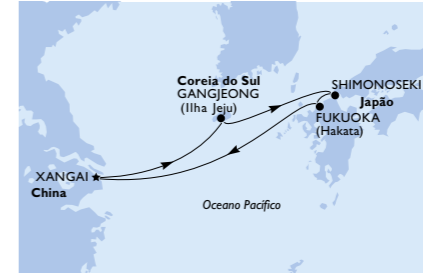 Coreia do Sul
GANGJEONG
(Ilha Jeju)
SHIMONOSEKI
Japão
FUKUOKA
(Hakata)
XANGAI
China
Oceano Pacífico